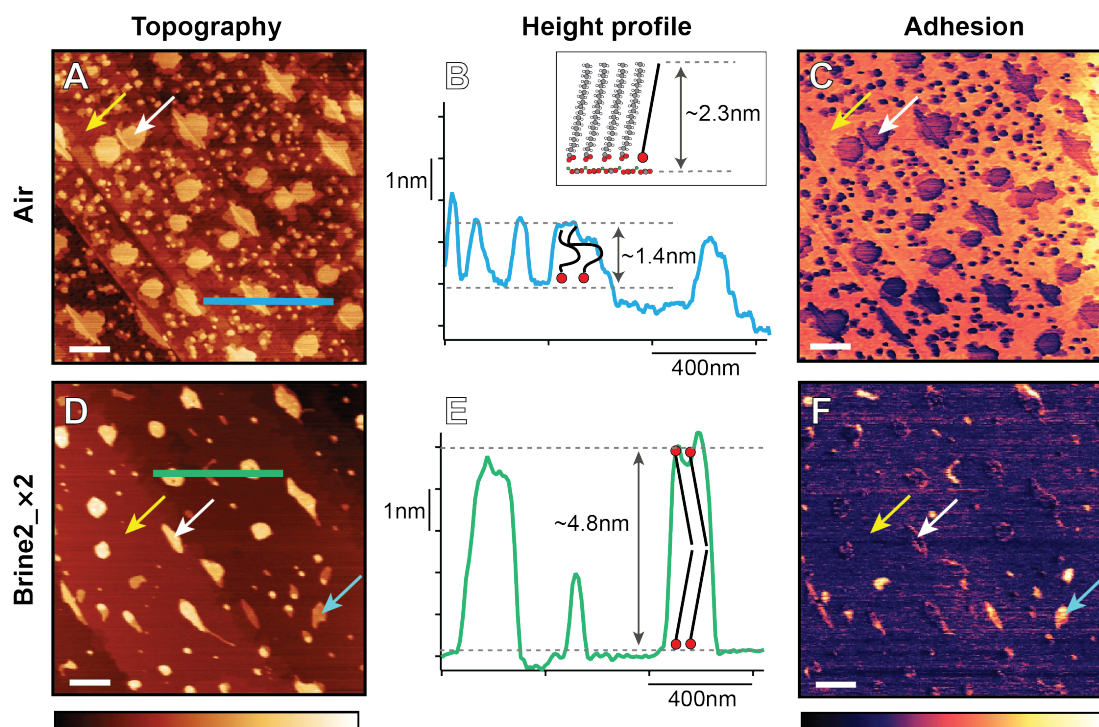 Topography
Height profile
Adhesion
Air
A
B
~2.3nm
1nm
~1.4nm
400nm
C
Brine2_×2
D
E
1nm
~4.8nm
400nm
F